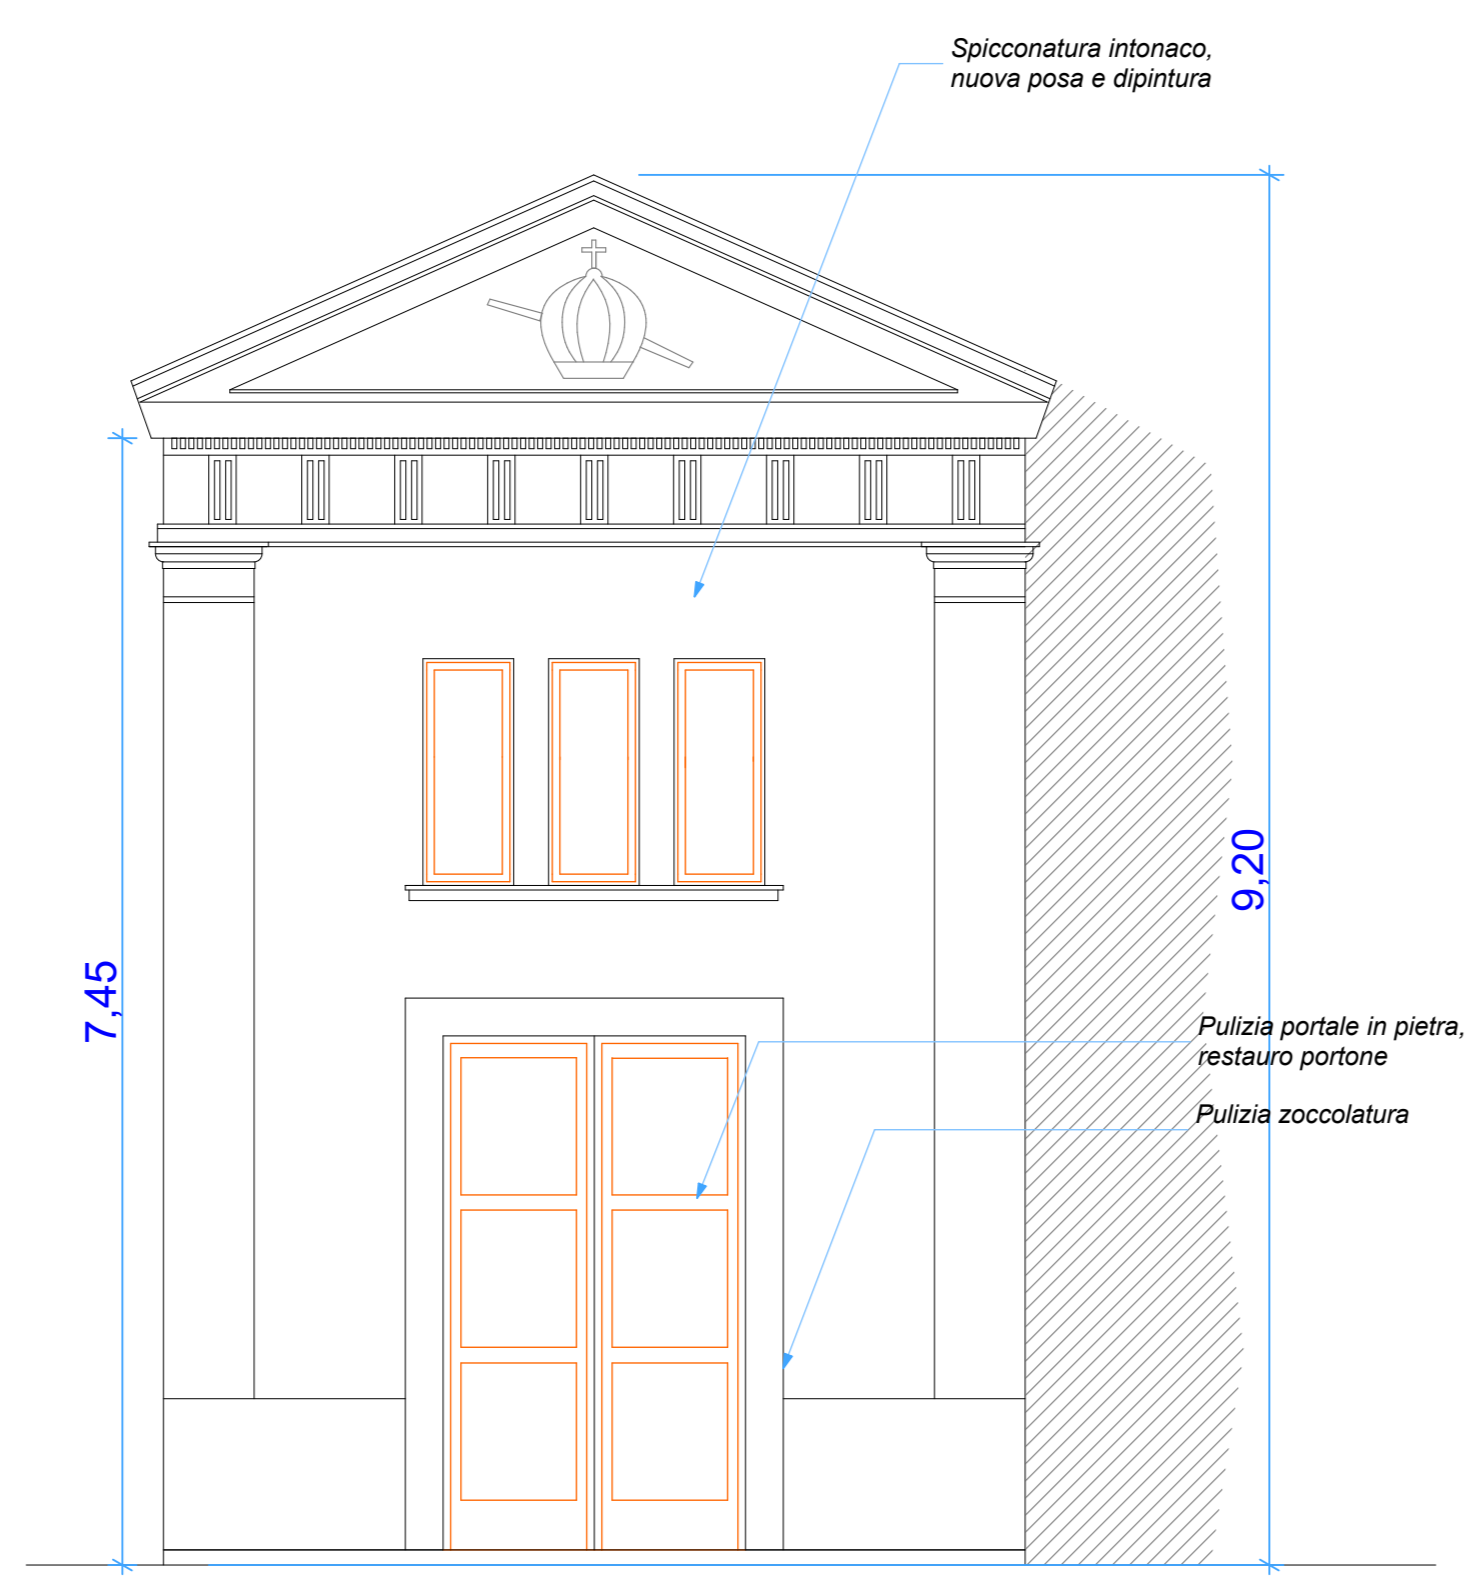 Spicconatura intonaco,
nuova posa e dipintura
9,20
7,45
Pulizia portale in pietra,
restauro portone
Pulizia zoccolatura